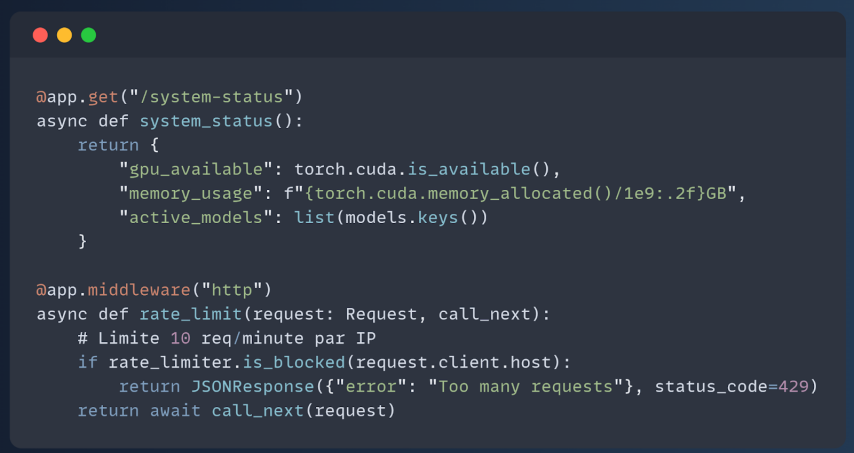 @app.get("/system-status")
async def system_status():
    return {
        "gpu_available": torch.cuda.is_available(),
        "memory_usage": f"{torch.cuda.memory_allocated()/1e9:.2f}GB",
        "active_models": list(models.keys())
    }

@app.middleware("http")
async def rate_limit(request: Request, call_next):
    # Limite 10 req/minute par IP
    if rate_limiter.is_blocked(request.client.host):
        return JSONResponse({"error": "Too many requests"}, status_code=429)
    return await call_next(request)